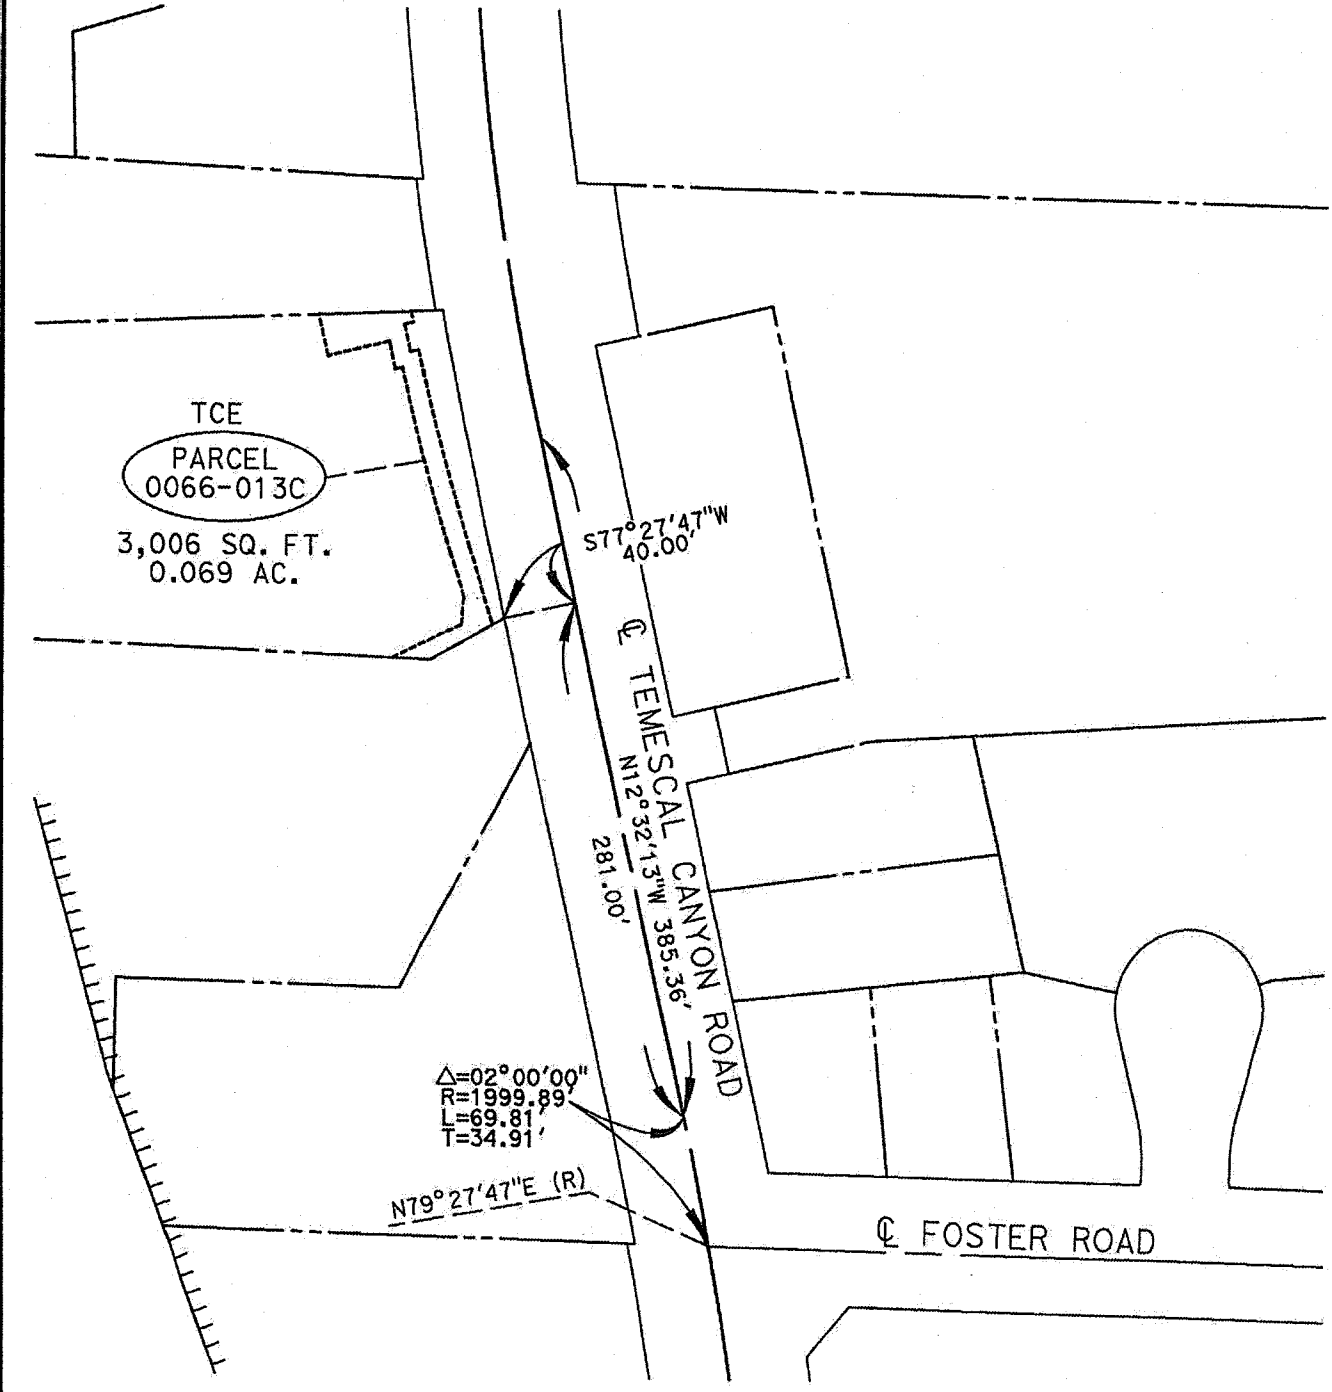 TCE
PARCEL
0066-013C
3,006 SQ. FT.
0.069 AC.
S77°27'47"W
40.00'
℄ TEMESCAL CANYON ROAD
N12°32'13"W 385.36'
281.00'
△=02°00'00"
R=1999.89'
L=69.81'
T=34.91'
N79°27'47"E (R)
℄ FOSTER ROAD